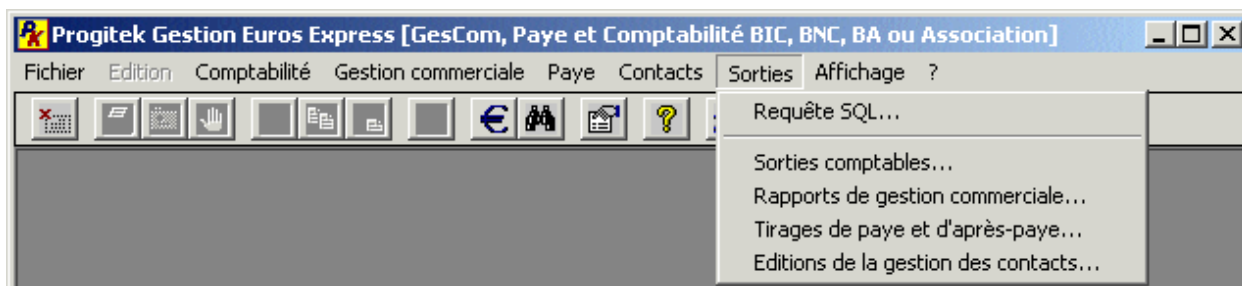 Progitek Gestion Euros Express [GesCom, Paye et Comptabilité BIC, BNC, BA ou Association]
Fichier Edition Comptabilité Gestion commerciale Paye Contacts Sorties Affichage ?
Requête SQL...
Sorties comptables...
Rapports de gestion commerciale...
Tirages de paye et d'après-paye...
Editions de la gestion des contacts...